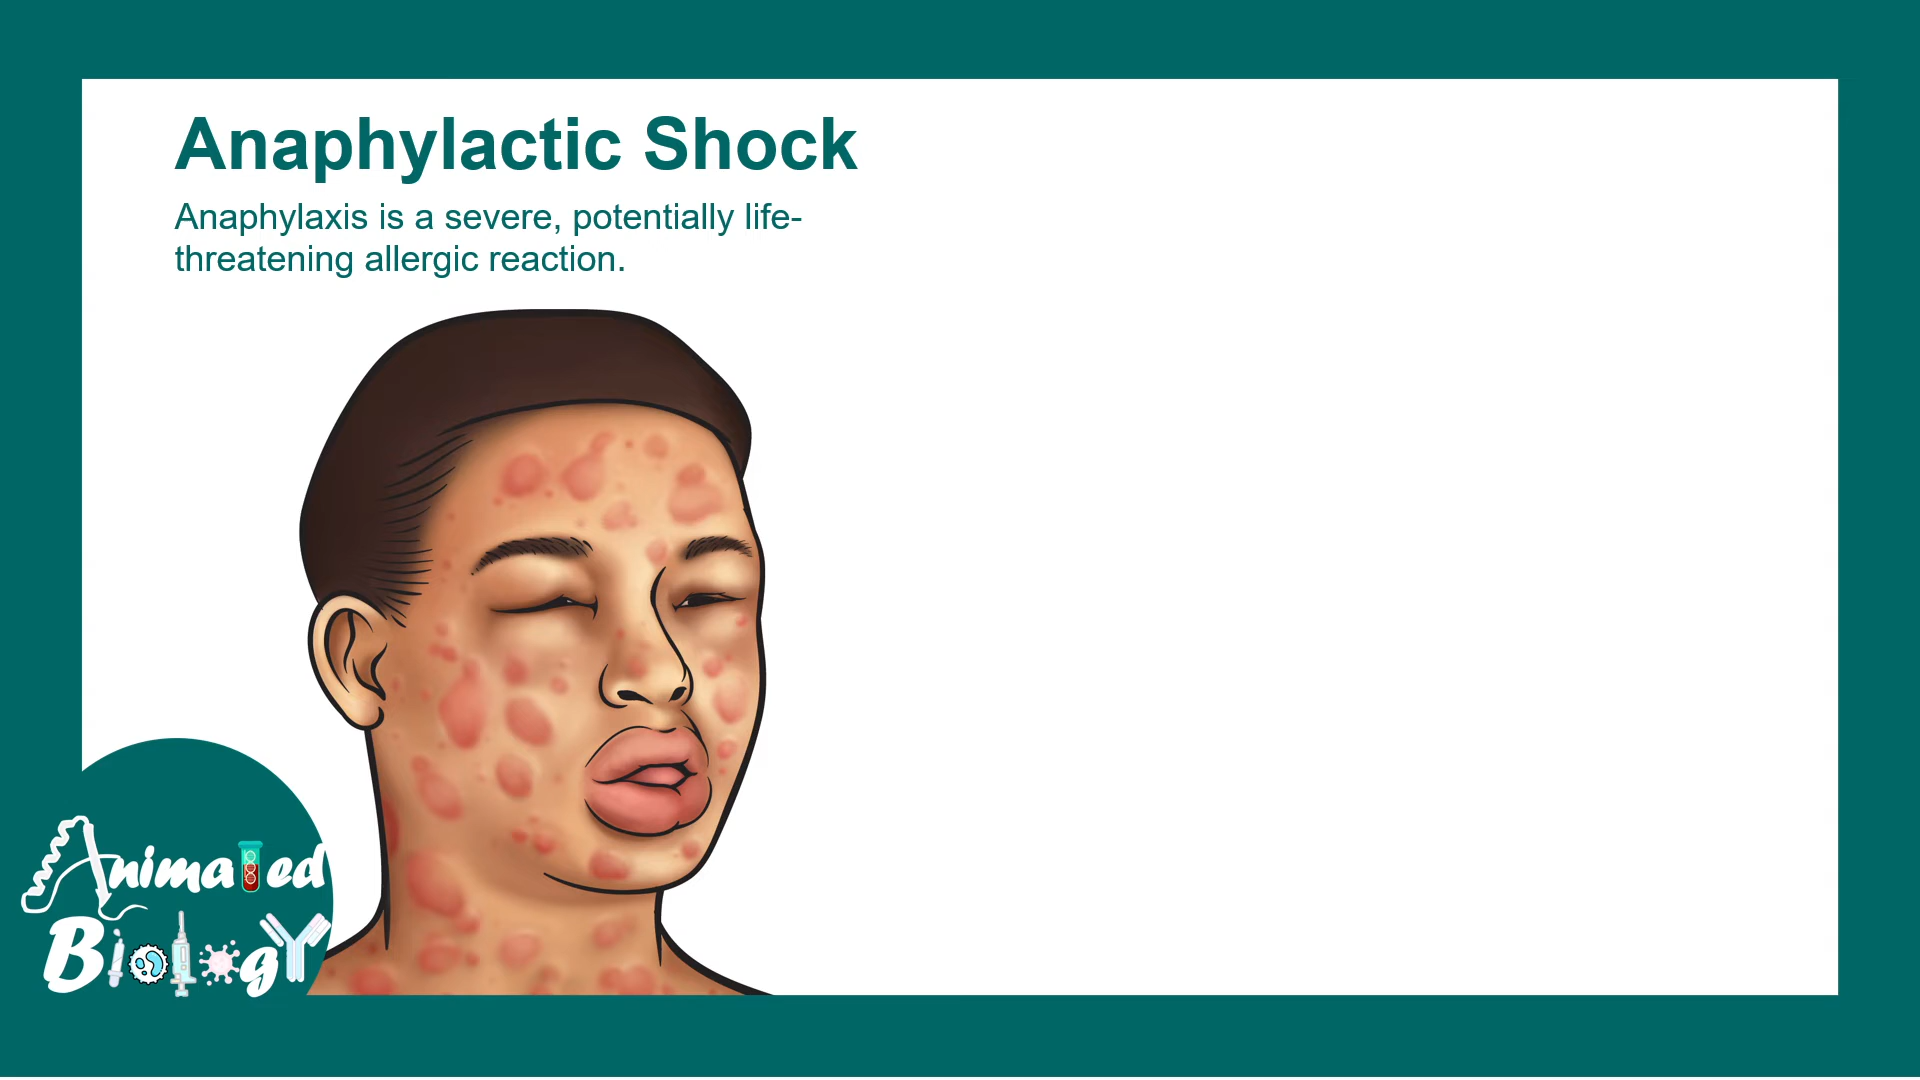 Anaphylactic Shock
Anaphylaxis is a severe, potentially life-
threatening allergic reaction.
Animated
Biology